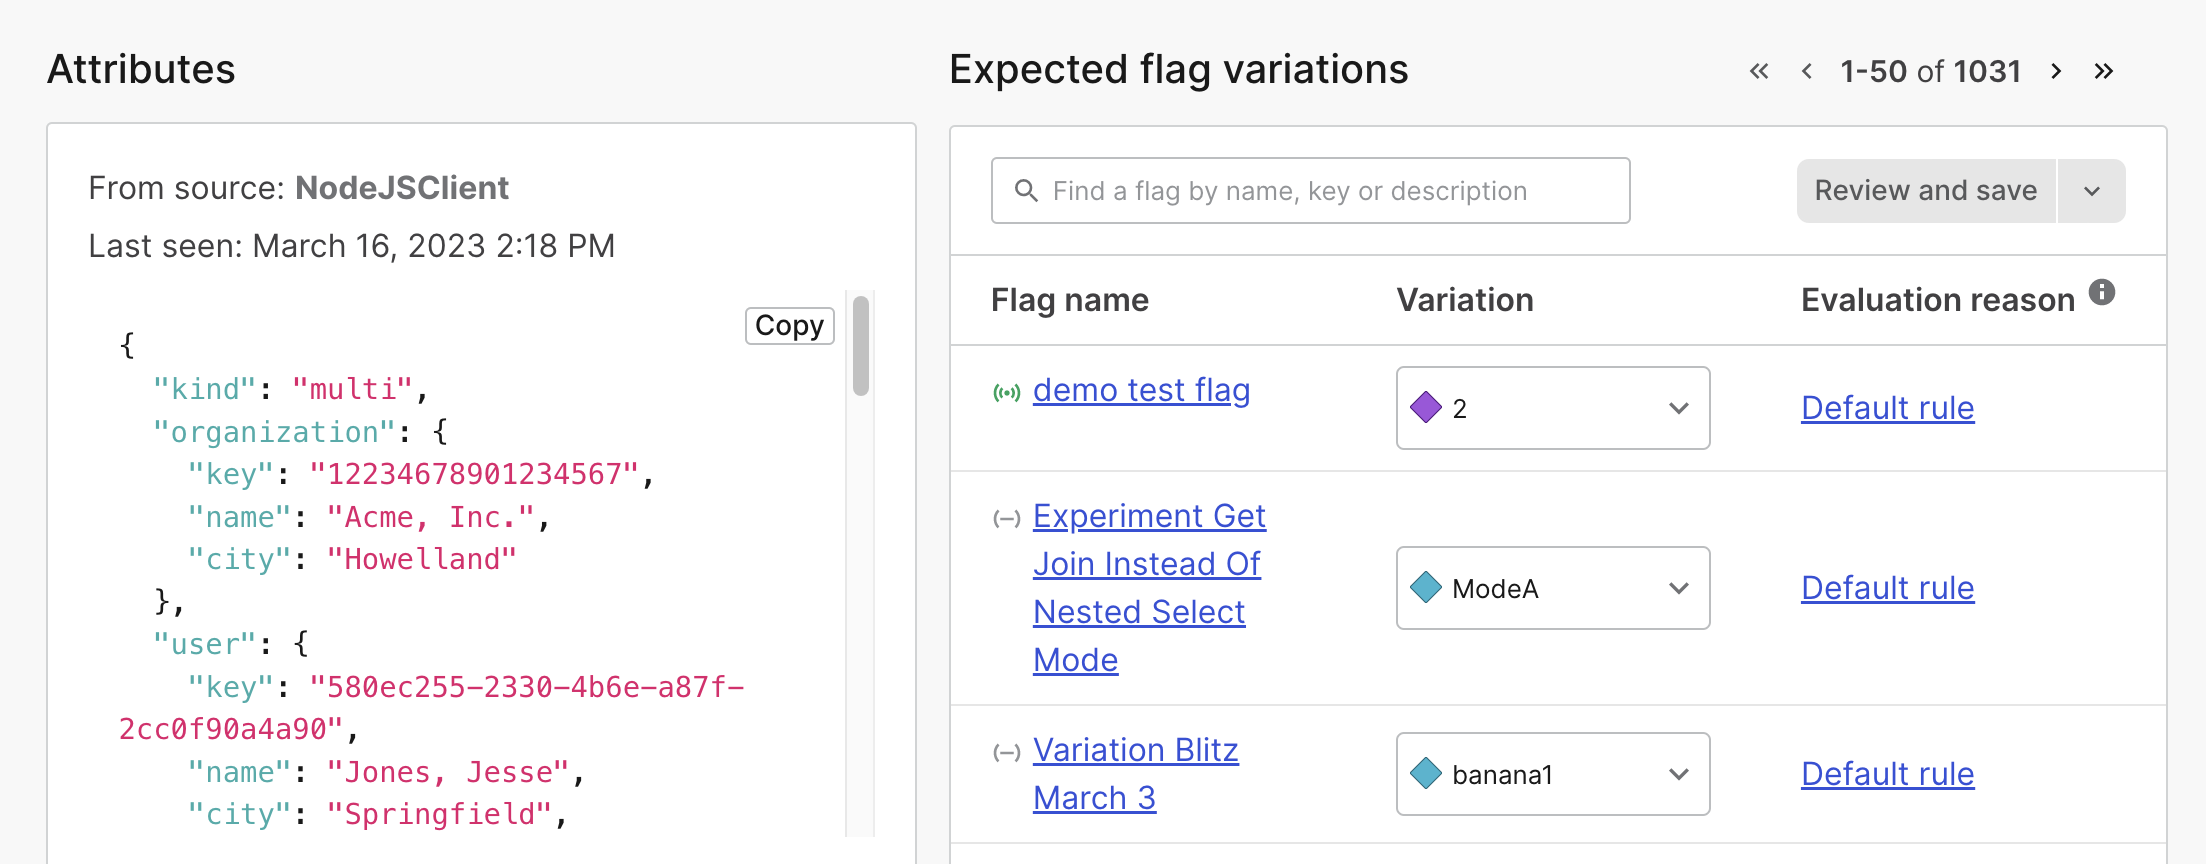 Attributes
From source: NodeJSClient
Last seen: March 16, 2023 2:18 PM
Copy
{
  "kind": "multi",
  "organization": {
    "key": "12234678901234567",
    "name": "Acme, Inc.",
    "city": "Howelland"
  },
  "user": {
    "key": "580ec255-2330-4b6e-a87f-
2cc0f90a4a90",
    "name": "Jones, Jesse",
    "city": "Springfield",
Expected flag variations
1-50 of 1031
Find a flag by name, key or description
Review and save
Flag name Variation Evaluation reason
demo test flag
2
Default rule
Experiment Get
Join Instead Of
Nested Select
Mode
ModeA
Default rule
Variation Blitz
March 3
banana1
Default rule